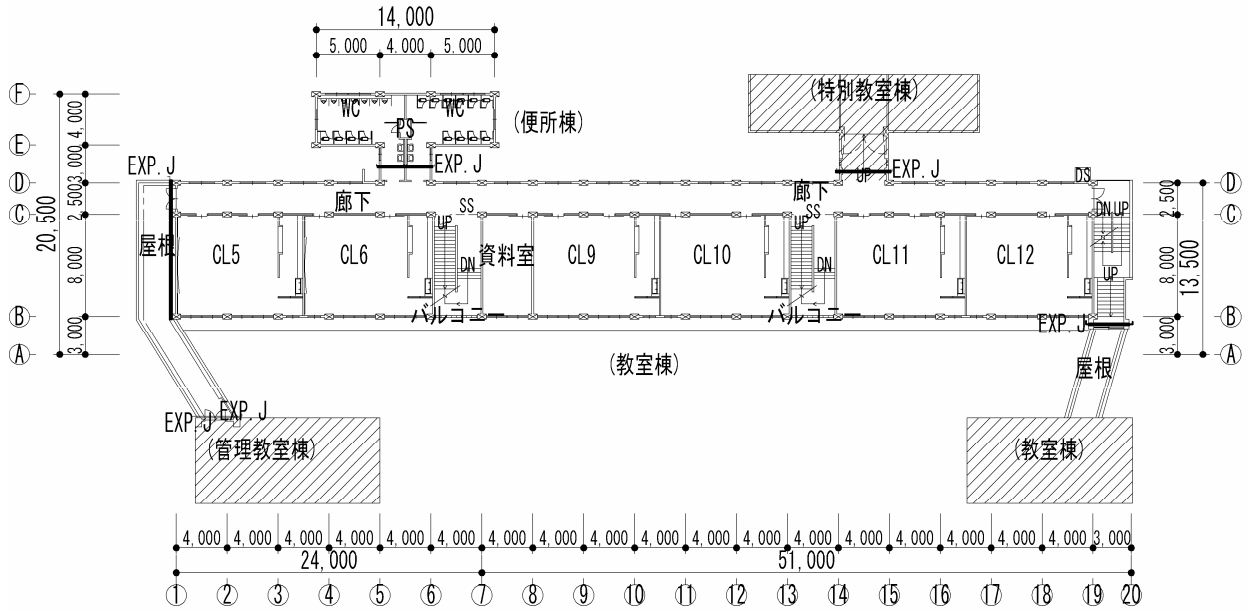 14,000
5,000 4,000 5,000
(特別教室棟)
WC WC
PS
(便所棟)
EXP.J
EXP.J
EXP.J
UP
DS
廊下
廊下
SS
SS
屋根
CL5
CL6
UP
DN
資料室
CL9
CL10
UP
DN
CL11
CL12
DN UP
UP
バルコニー
バルコニー
EXP.J
(教室棟)
屋根
EXP.J
EXP.J
(管理教室棟)
(教室棟)
F
E
D
C
B
A
4,000
3,000
2,500
8,000
3,000
20,500
D
C
B
A
2,500
8,000
3,000
13,500
4,000 4,000 4,000 4,000 4,000 4,000 4,000 4,000 4,000 4,000 4,000 4,000 4,000 4,000 4,000 4,000 4,000 4,000 3,000
24,000 51,000
1 2 3 4 5 6 7 8 9 10 11 12 13 14 15 16 17 18 19 20